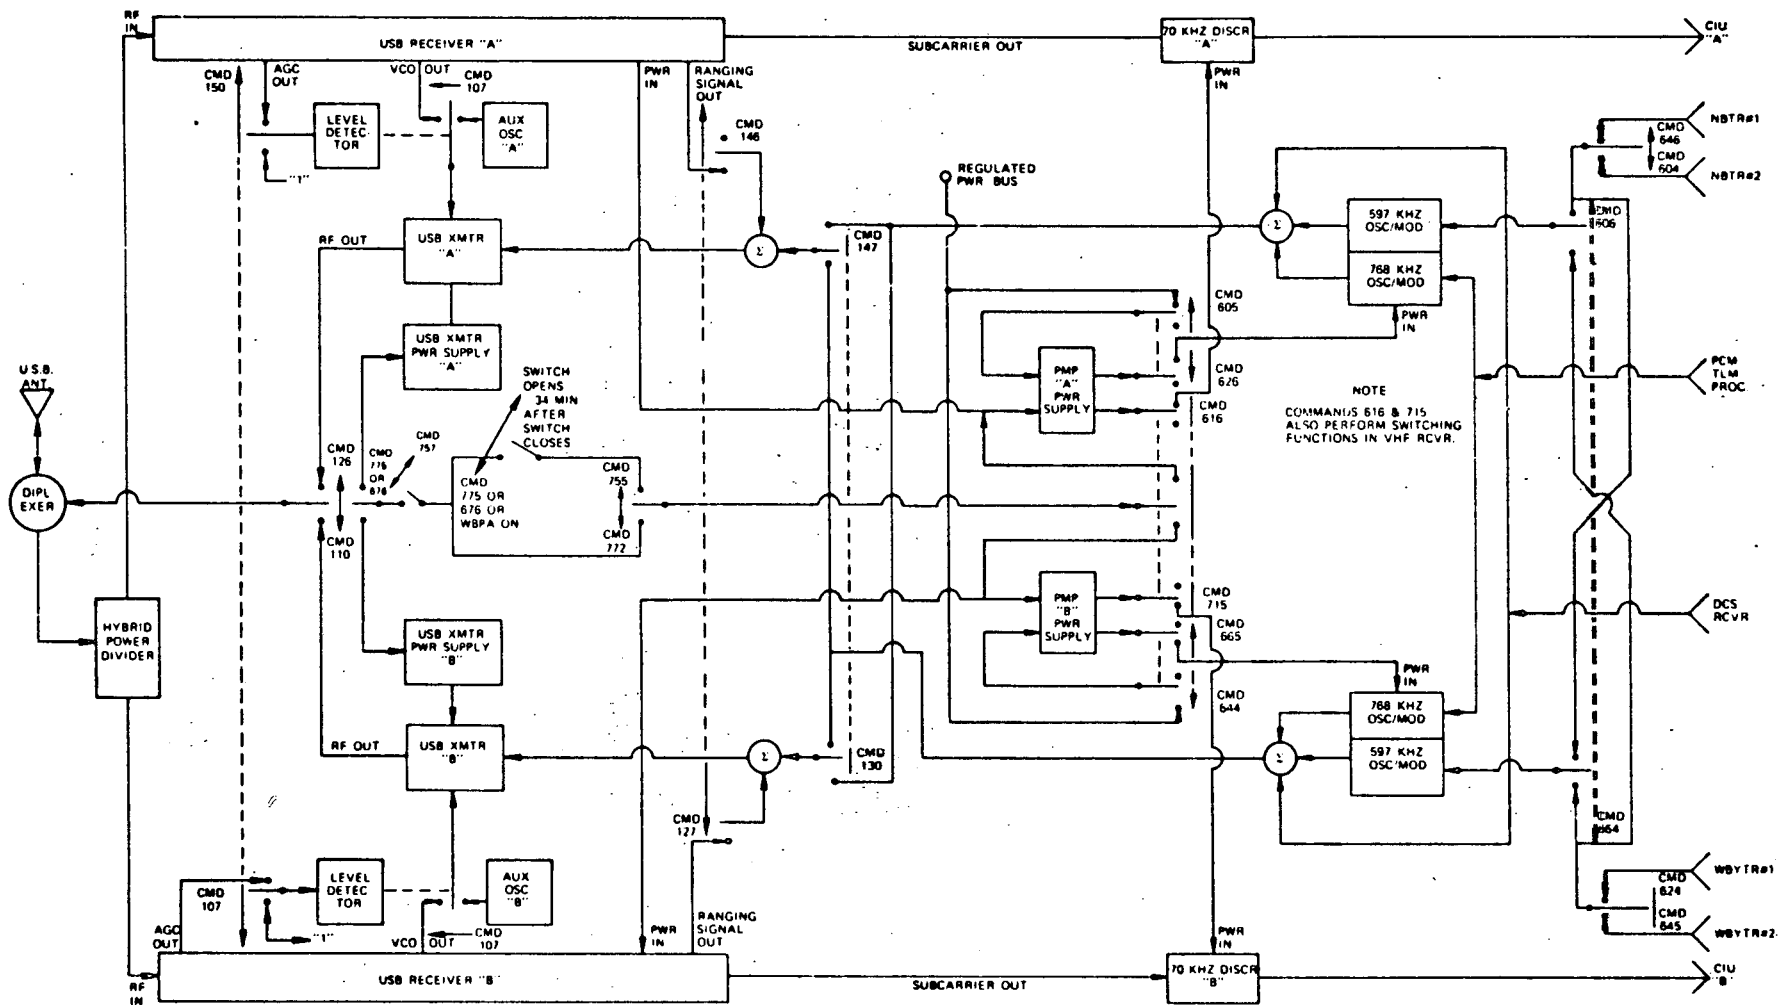 RF
IN
USB RECEIVER "A"
SUBCARRIER OUT
70 KHZ DISCR
"A"
CIU
"A"
CMD
150
AGC
OUT
VCO OUT
CMD
107
PWR
IN
RANGING
SIGNAL
OUT
PWR
IN
LEVEL
DETEC-
TOR
AUX
OSC
"A"
CMD
146
"1"
REGULATED
PWR BUS
NBTR#1
CMD
646
CMD
604
NBTR#2
RF OUT
USB XMTR
"A"
Σ
CMD
147
Σ
597 KHZ
OSC/MOD
768 KHZ
OSC/MOD
CMD
606
PWR
IN
USB XMTR
PWR SUPPLY
"A"
CMD
605
PMP
"A"
PWR
SUPPLY
CMD
626
CMD
616
NOTE
COMMANDS 616 & 715
ALSO PERFORM SWITCHING
FUNCTIONS IN VHF RCVR.
PCM
TLM
PROC
U.S.B.
ANT
SWITCH
OPENS
34 MIN
AFTER
SWITCH
CLOSES
CMD
126
CMD
776
OR
676
CMD
757
CMD
775 OR
676 OR
WBPA ON
CMD
755
CMD
772
DIPL
EXER
CMD
110
HYBRID
POWER
DIVIDER
USB XMTR
PWR SUPPLY
"B"
PMP
"B"
PWR
SUPPLY
CMD
715
CMD
665
CMD
644
DCS
RCVR
PWR
IN
768 KHZ
OSC/MOD
597 KHZ
OSC/MOD
Σ
RF OUT
USB XMTR
"B"
Σ
CMD
130
CMD
127
CMD
664
CMD
107
LEVEL
DETEC
TOR
AUX
OSC
"B"
"1"
AGC
OUT
VCO OUT
CMD
107
PWR
IN
RANGING
SIGNAL
OUT
PWR
IN
WBVTR#1
CMD
624
CMD
645
WBVTR#2
RF
IN
USB RECEIVER "B"
SUBCARRIER OUT
70 KHZ DISCR
"B"
CIU
"B"